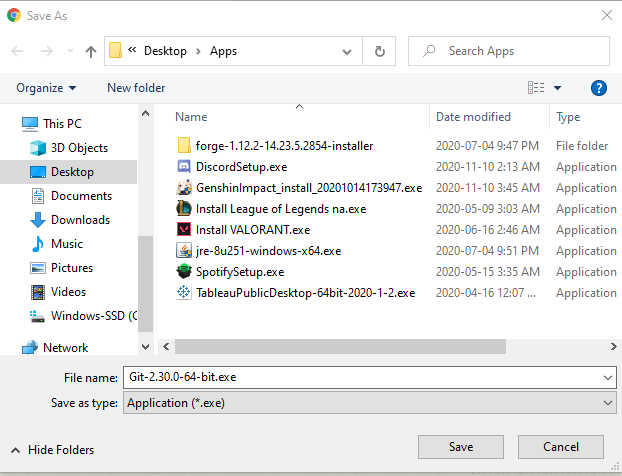 Save As
« Desktop › Apps
Search Apps
Organize New folder
?
Name Date modified Type
This PC
3D Objects
Desktop
Documents
Downloads
Music
Pictures
Videos
Windows-SSD (C
Network
forge-1.12.2-14.23.5.2854-installer 2020-07-04 9:47 PM File folder
DiscordSetup.exe 2020-11-10 2:13 AM Application
GenshinImpact_install_20201014173947.exe 2020-11-10 3:45 AM Application
Install League of Legends na.exe 2020-05-09 3:03 AM Application
Install VALORANT.exe 2020-06-16 2:46 AM Application
jre-8u251-windows-x64.exe 2020-07-04 9:51 PM Application
SpotifySetup.exe 2020-05-15 3:35 AM Application
TableauPublicDesktop-64bit-2020-1-2.exe 2020-04-16 12:07 ... Application
File name: Git-2.30.0-64-bit.exe
Save as type: Application (*.exe)
Hide Folders Save Cancel